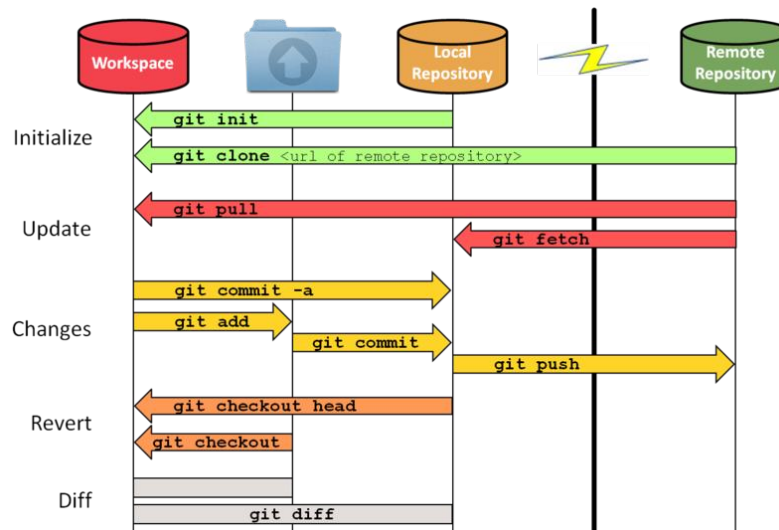 Workspace
Local
Repository
Remote
Repository
Initialize
git init
git clone <url of remote repository>
Update
git pull
git fetch
Changes
git commit -a
git add
git commit
git push
Revert
git checkout head
git checkout
Diff
git diff